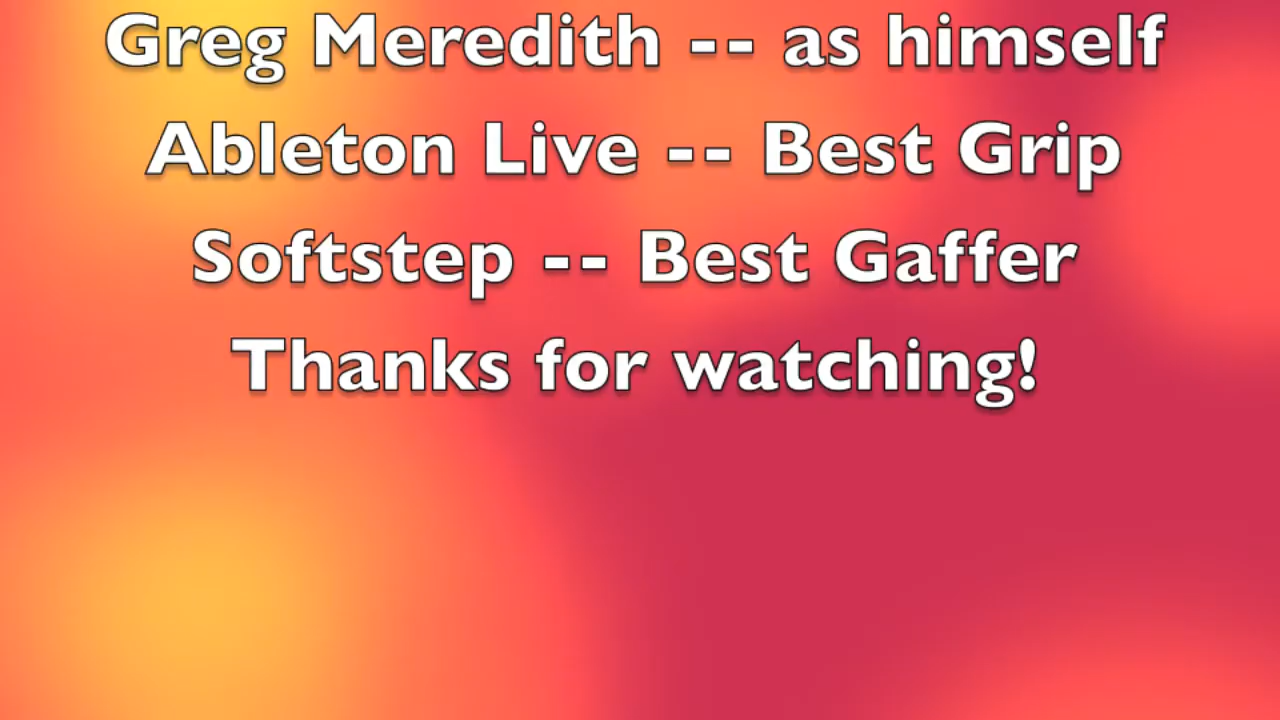 Greg Meredith -- as himself
Ableton Live -- Best Grip
Softstep -- Best Gaffer
Thanks for watching!